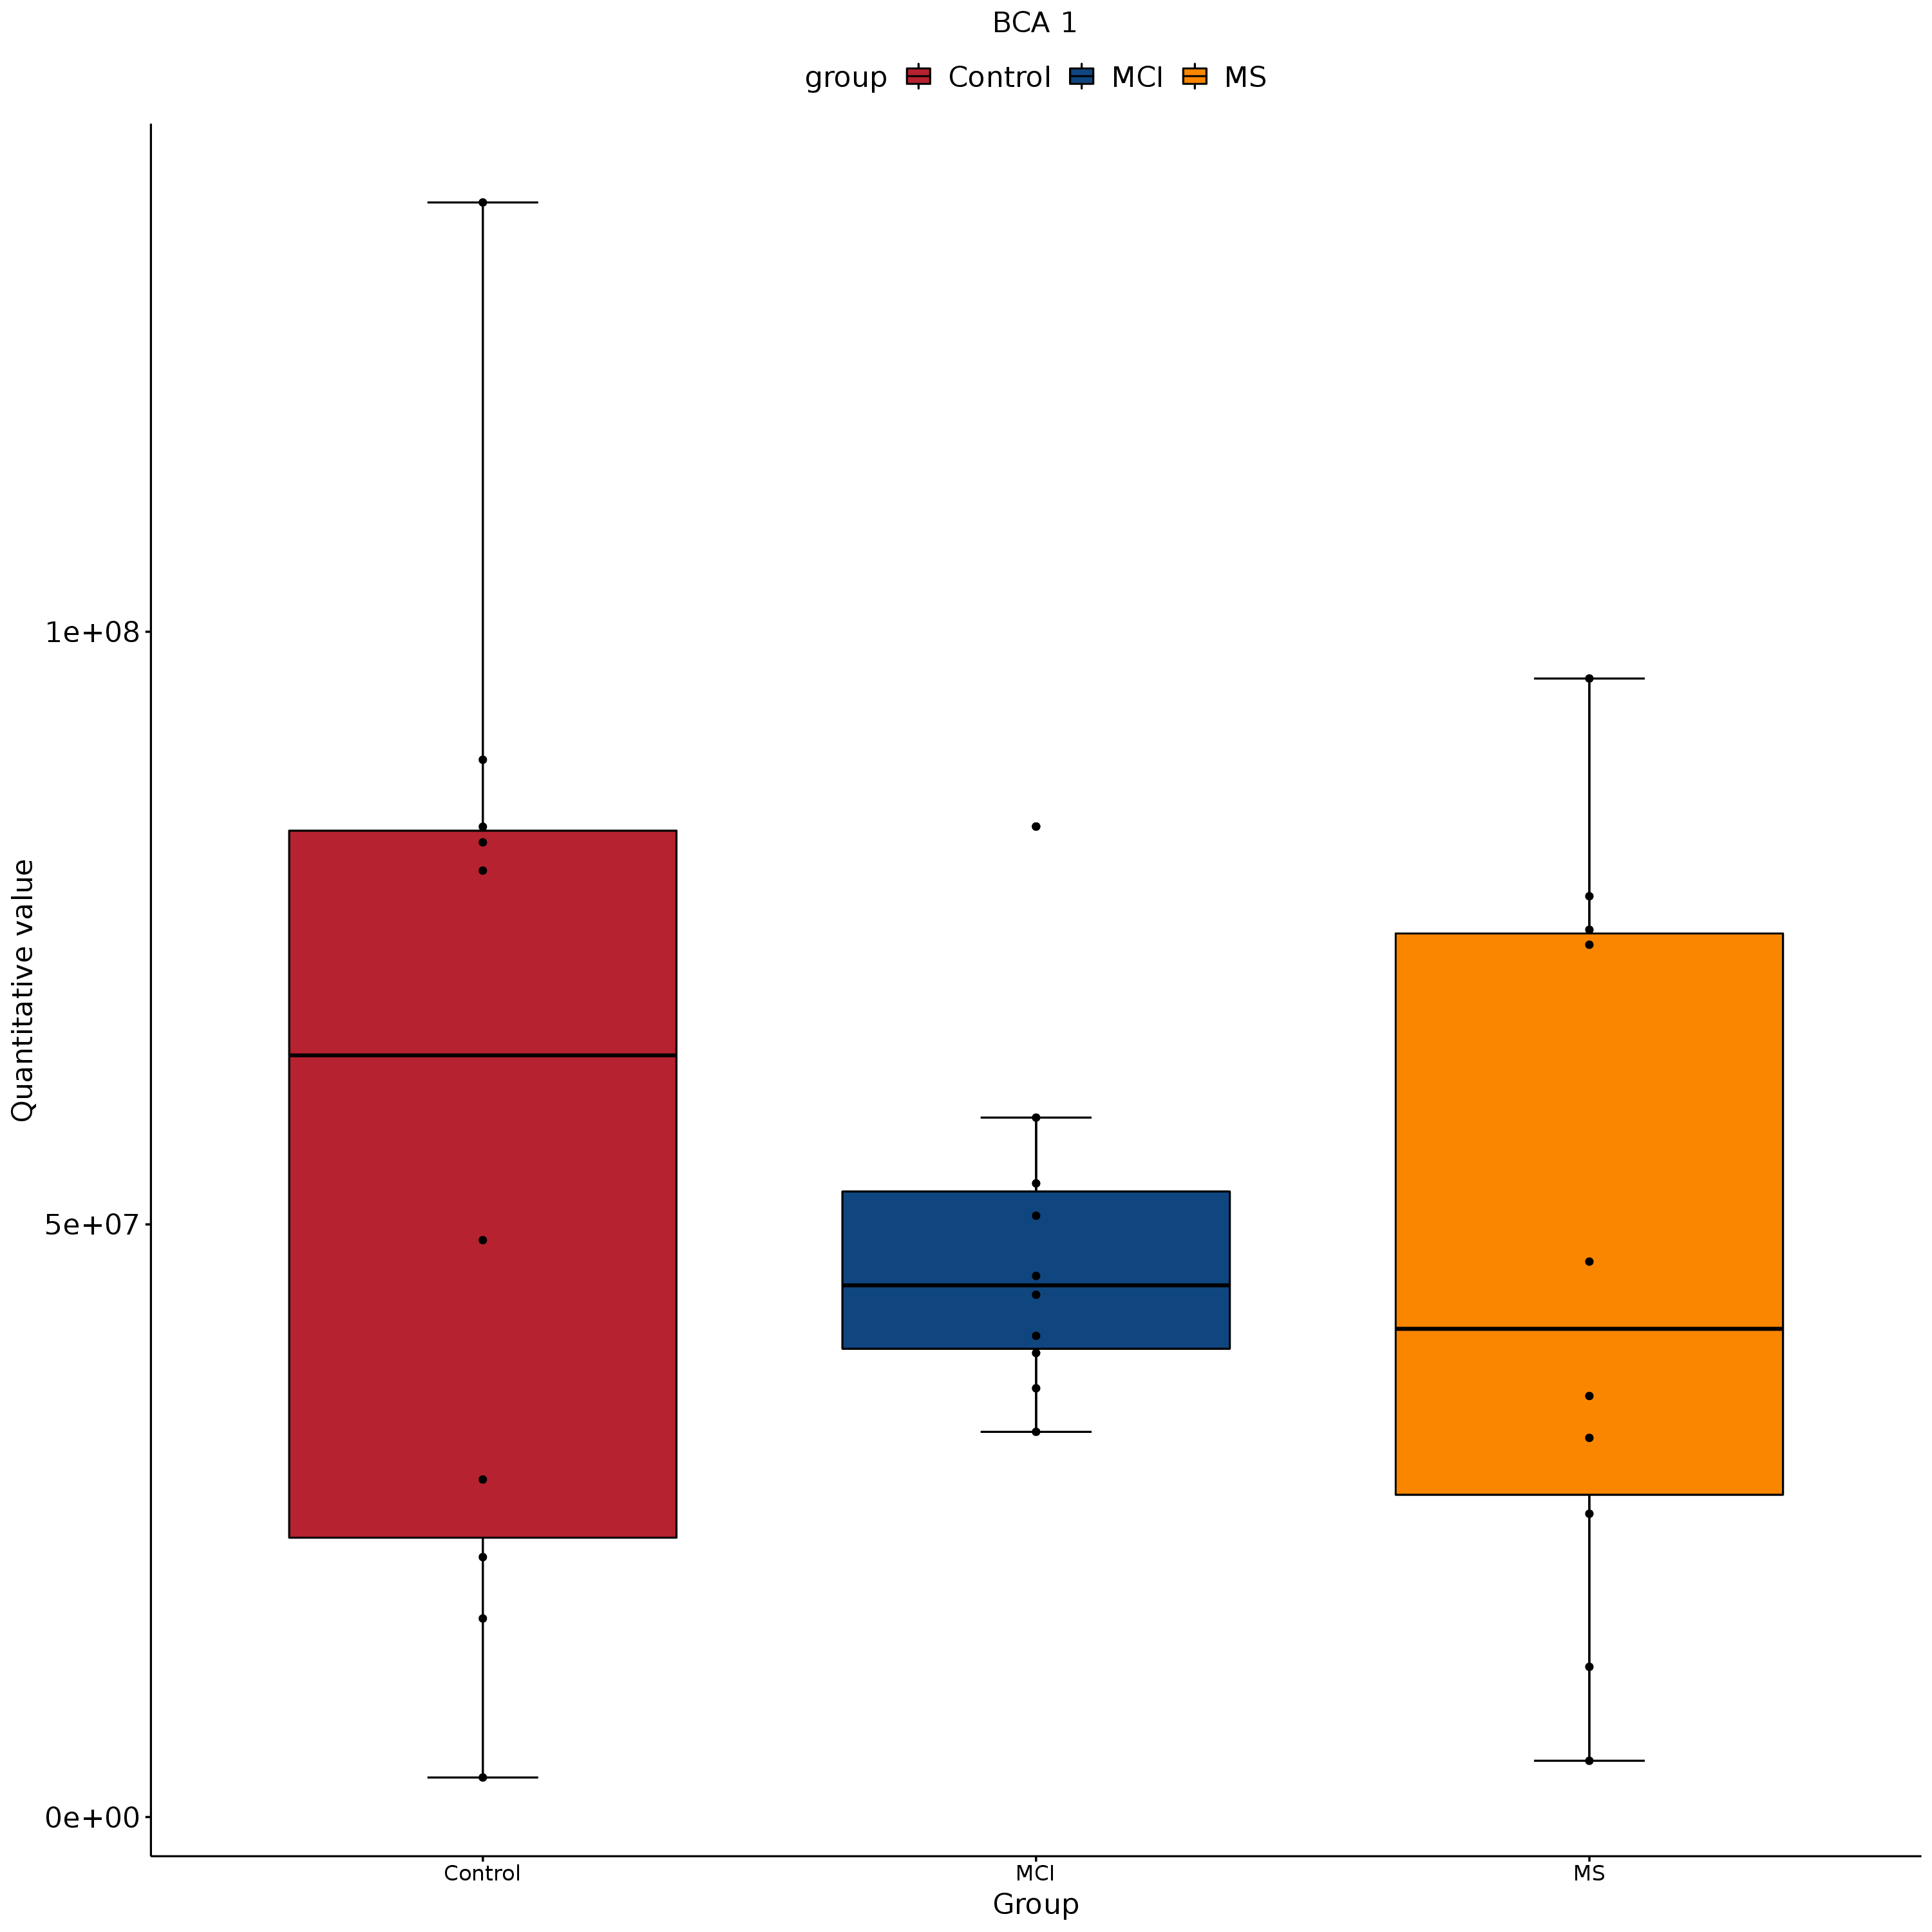 BCA 1
group Control MCI MS
Quantitative value
1e+08
5e+07
0e+00
Control MCI MS
Group